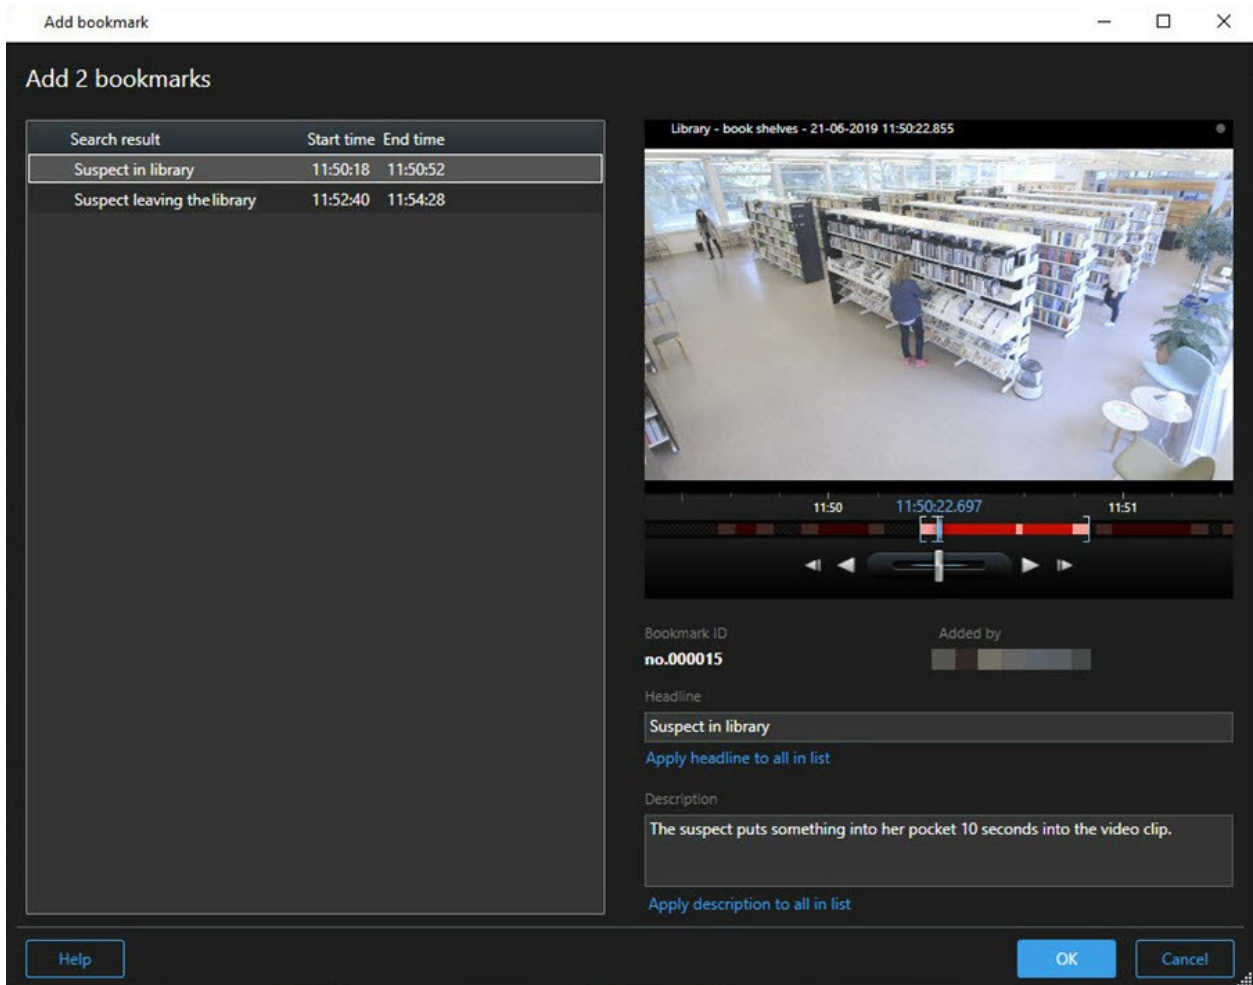 Add bookmark
Add 2 bookmarks
Search result Start time End time
Suspect in library 11:50:18 11:50:52
Suspect leaving the library 11:52:40 11:54:28
Library - book shelves - 21-06-2019 11:50:22.855
11:50 11:50:22.697 11:51
Bookmark ID Added by
no.000015
Headline
Suspect in library
Apply headline to all in list
Description
The suspect puts something into her pocket 10 seconds into the video clip.
Apply description to all in list
Help OK Cancel